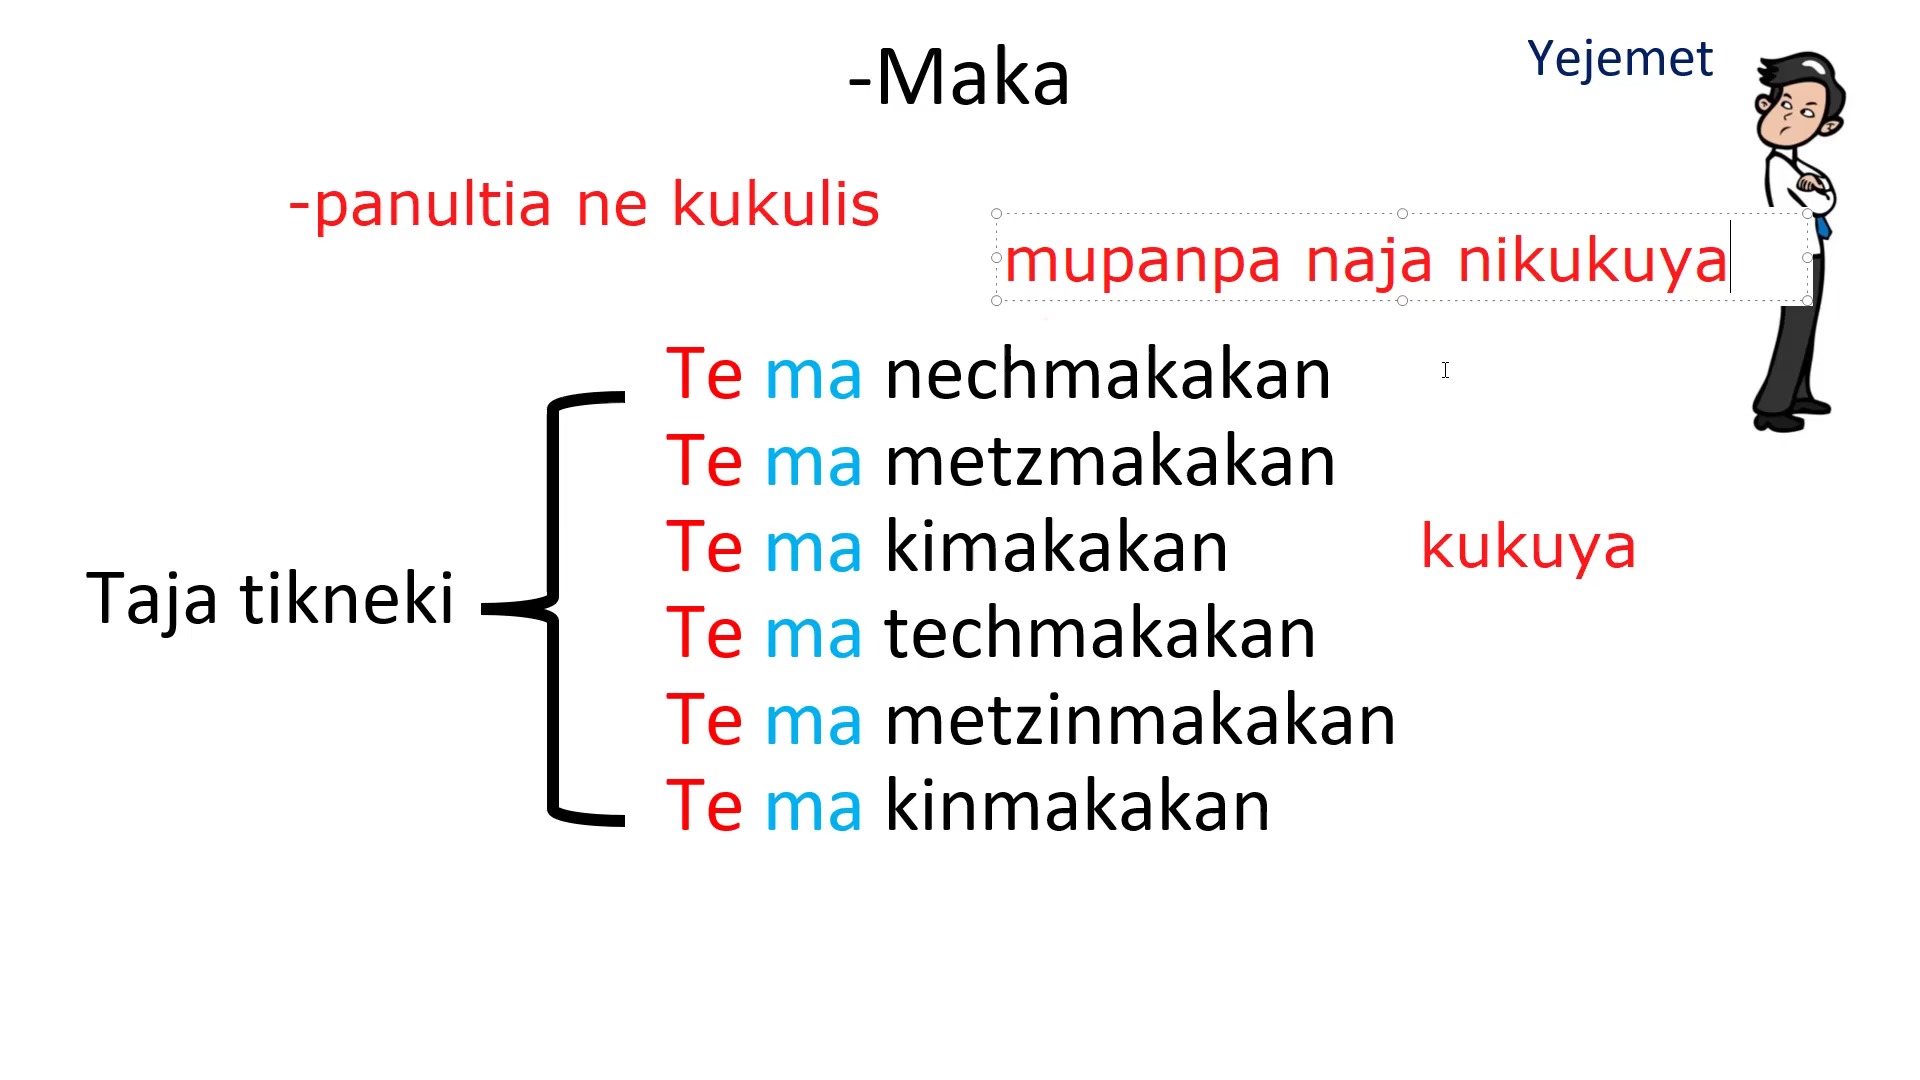 -Maka
Yejemet
-panultia ne kukulis
mupanpa naja nikukuya
Te ma nechmakakan
Te ma metzmakakan
Te ma kimakakan
kukuya
Taja tikneki
Te ma techmakakan
Te ma metzinmakakan
Te ma kinmakakan